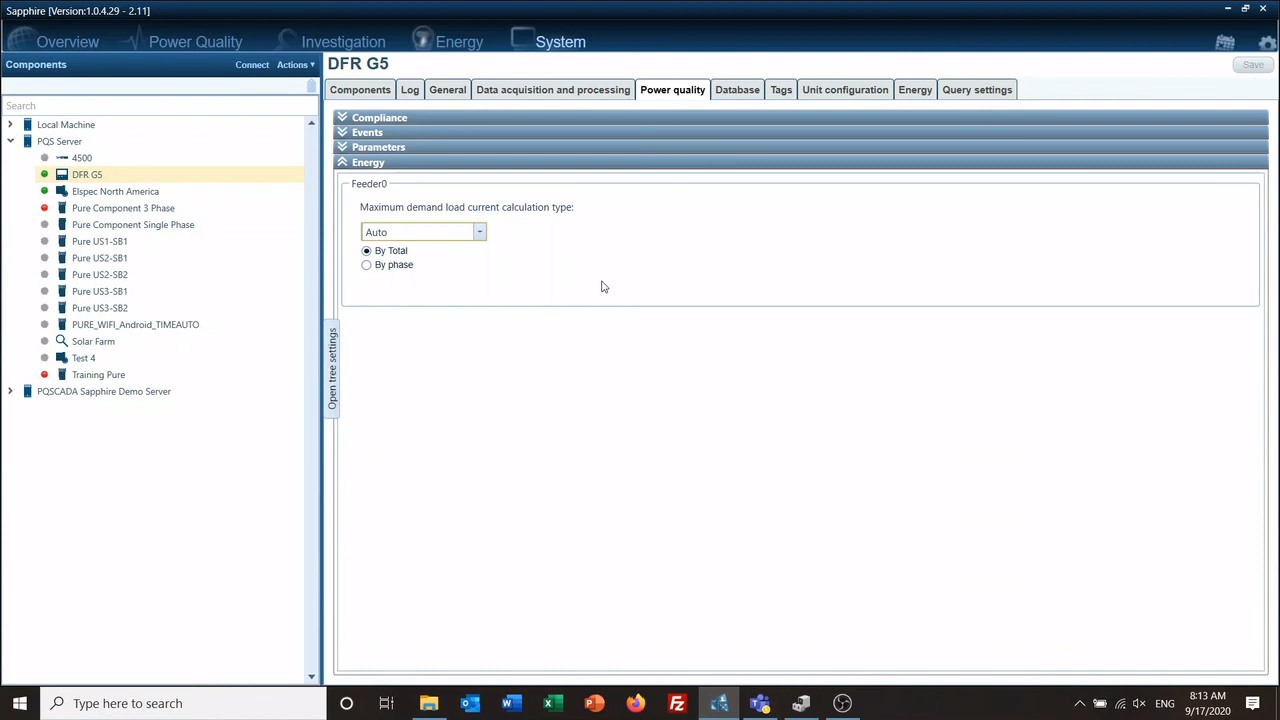 Sapphire [Version:1.0.4.29 - 2.11]
Overview
Power Quality
Investigation
Energy
System
Components
Connect
Actions
Search
Local Machine
PQS Server
4500
DFR G5
Elspec North America
Pure Component 3 Phase
Pure Component Single Phase
Pure US1-SB1
Pure US2-SB1
Pure US2-SB2
Pure US3-SB1
Pure US3-SB2
PURE_WIFI_Android_TIMEAUTO
Solar Farm
Test 4
Training Pure
PQSCADA Sapphire Demo Server
Open tree settings
DFR G5
Save
Components
Log
General
Data acquisition and processing
Power quality
Database
Tags
Unit configuration
Energy
Query settings
Compliance
Events
Parameters
Energy
Feeder0
Maximum demand load current calculation type:
Auto
By Total
By phase
Type here to search
ENG
8:13 AM
9/17/2020